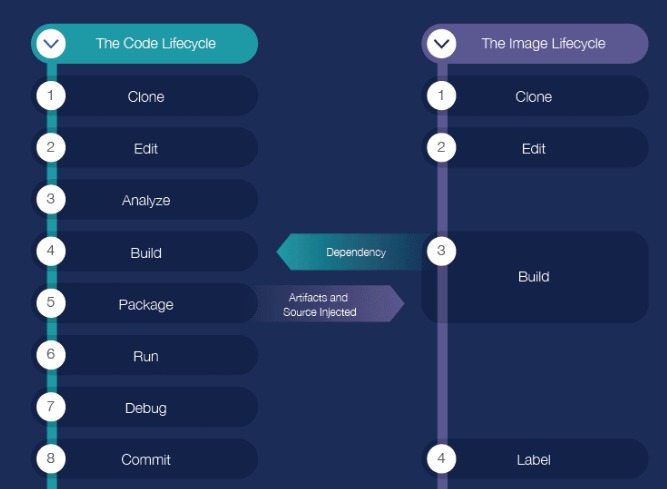 The Code Lifecycle
1
Clone
2
Edit
3
Analyze
4
Build
5
Package
6
Run
7
Debug
8
Commit
Dependency
Artifacts and
Source Injected
The Image Lifecycle
1
Clone
2
Edit
3
Build
4
Label